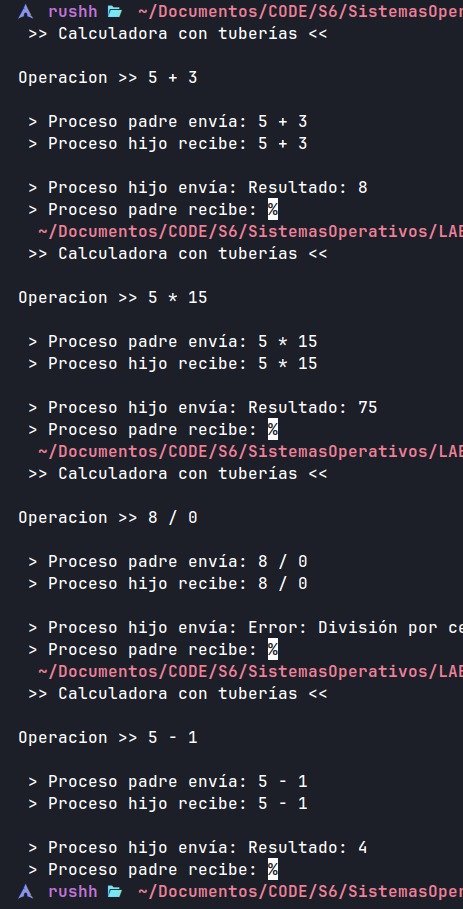 rushh ~/Documentos/CODE/S6/SistemasOper
>> Calculadora con tuberías <<
Operacion >> 5 + 3
> Proceso padre envía: 5 + 3
> Proceso hijo recibe: 5 + 3
> Proceso hijo envía: Resultado: 8
> Proceso padre recibe: %
~/Documentos/CODE/S6/SistemasOperativos/LAB
>> Calculadora con tuberías <<
Operacion >> 5 * 15
> Proceso padre envía: 5 * 15
> Proceso hijo recibe: 5 * 15
> Proceso hijo envía: Resultado: 75
> Proceso padre recibe: %
~/Documentos/CODE/S6/SistemasOperativos/LAB
>> Calculadora con tuberías <<
Operacion >> 8 / 0
> Proceso padre envía: 8 / 0
> Proceso hijo recibe: 8 / 0
> Proceso hijo envía: Error: División por ce
> Proceso padre recibe: %
~/Documentos/CODE/S6/SistemasOperativos/LAB
>> Calculadora con tuberías <<
Operacion >> 5 - 1
> Proceso padre envía: 5 - 1
> Proceso hijo recibe: 5 - 1
> Proceso hijo envía: Resultado: 4
> Proceso padre recibe: %
rushh ~/Documentos/CODE/S6/SistemasOper